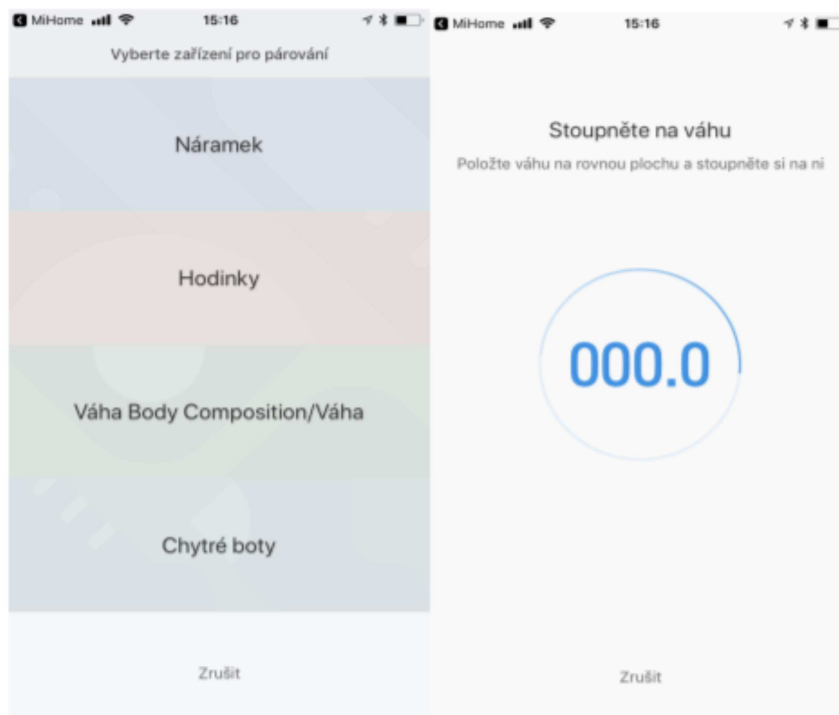 MiHome 15:16
Vyberte zařízení pro párování
Náramek
Hodinky
Váha Body Composition/Váha
Chytré boty
Zrušit
MiHome 15:16
Stoupněte na váhu
Položte váhu na rovnou plochu a stoupněte si na ni
000.0
Zrušit